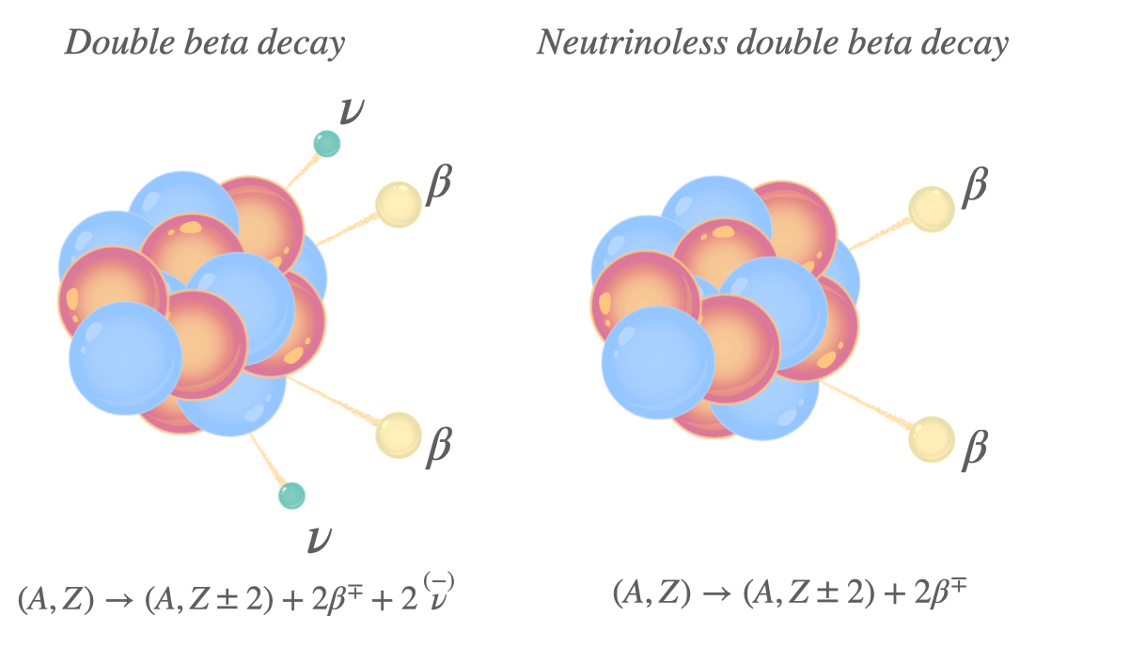 Double beta decay
Neutrinoless double beta decay
ν
β
β
ν
β
β
(A, Z) → (A, Z ± 2) + 2β∓ + 2 (−)ν
(A, Z) → (A, Z ± 2) + 2β∓